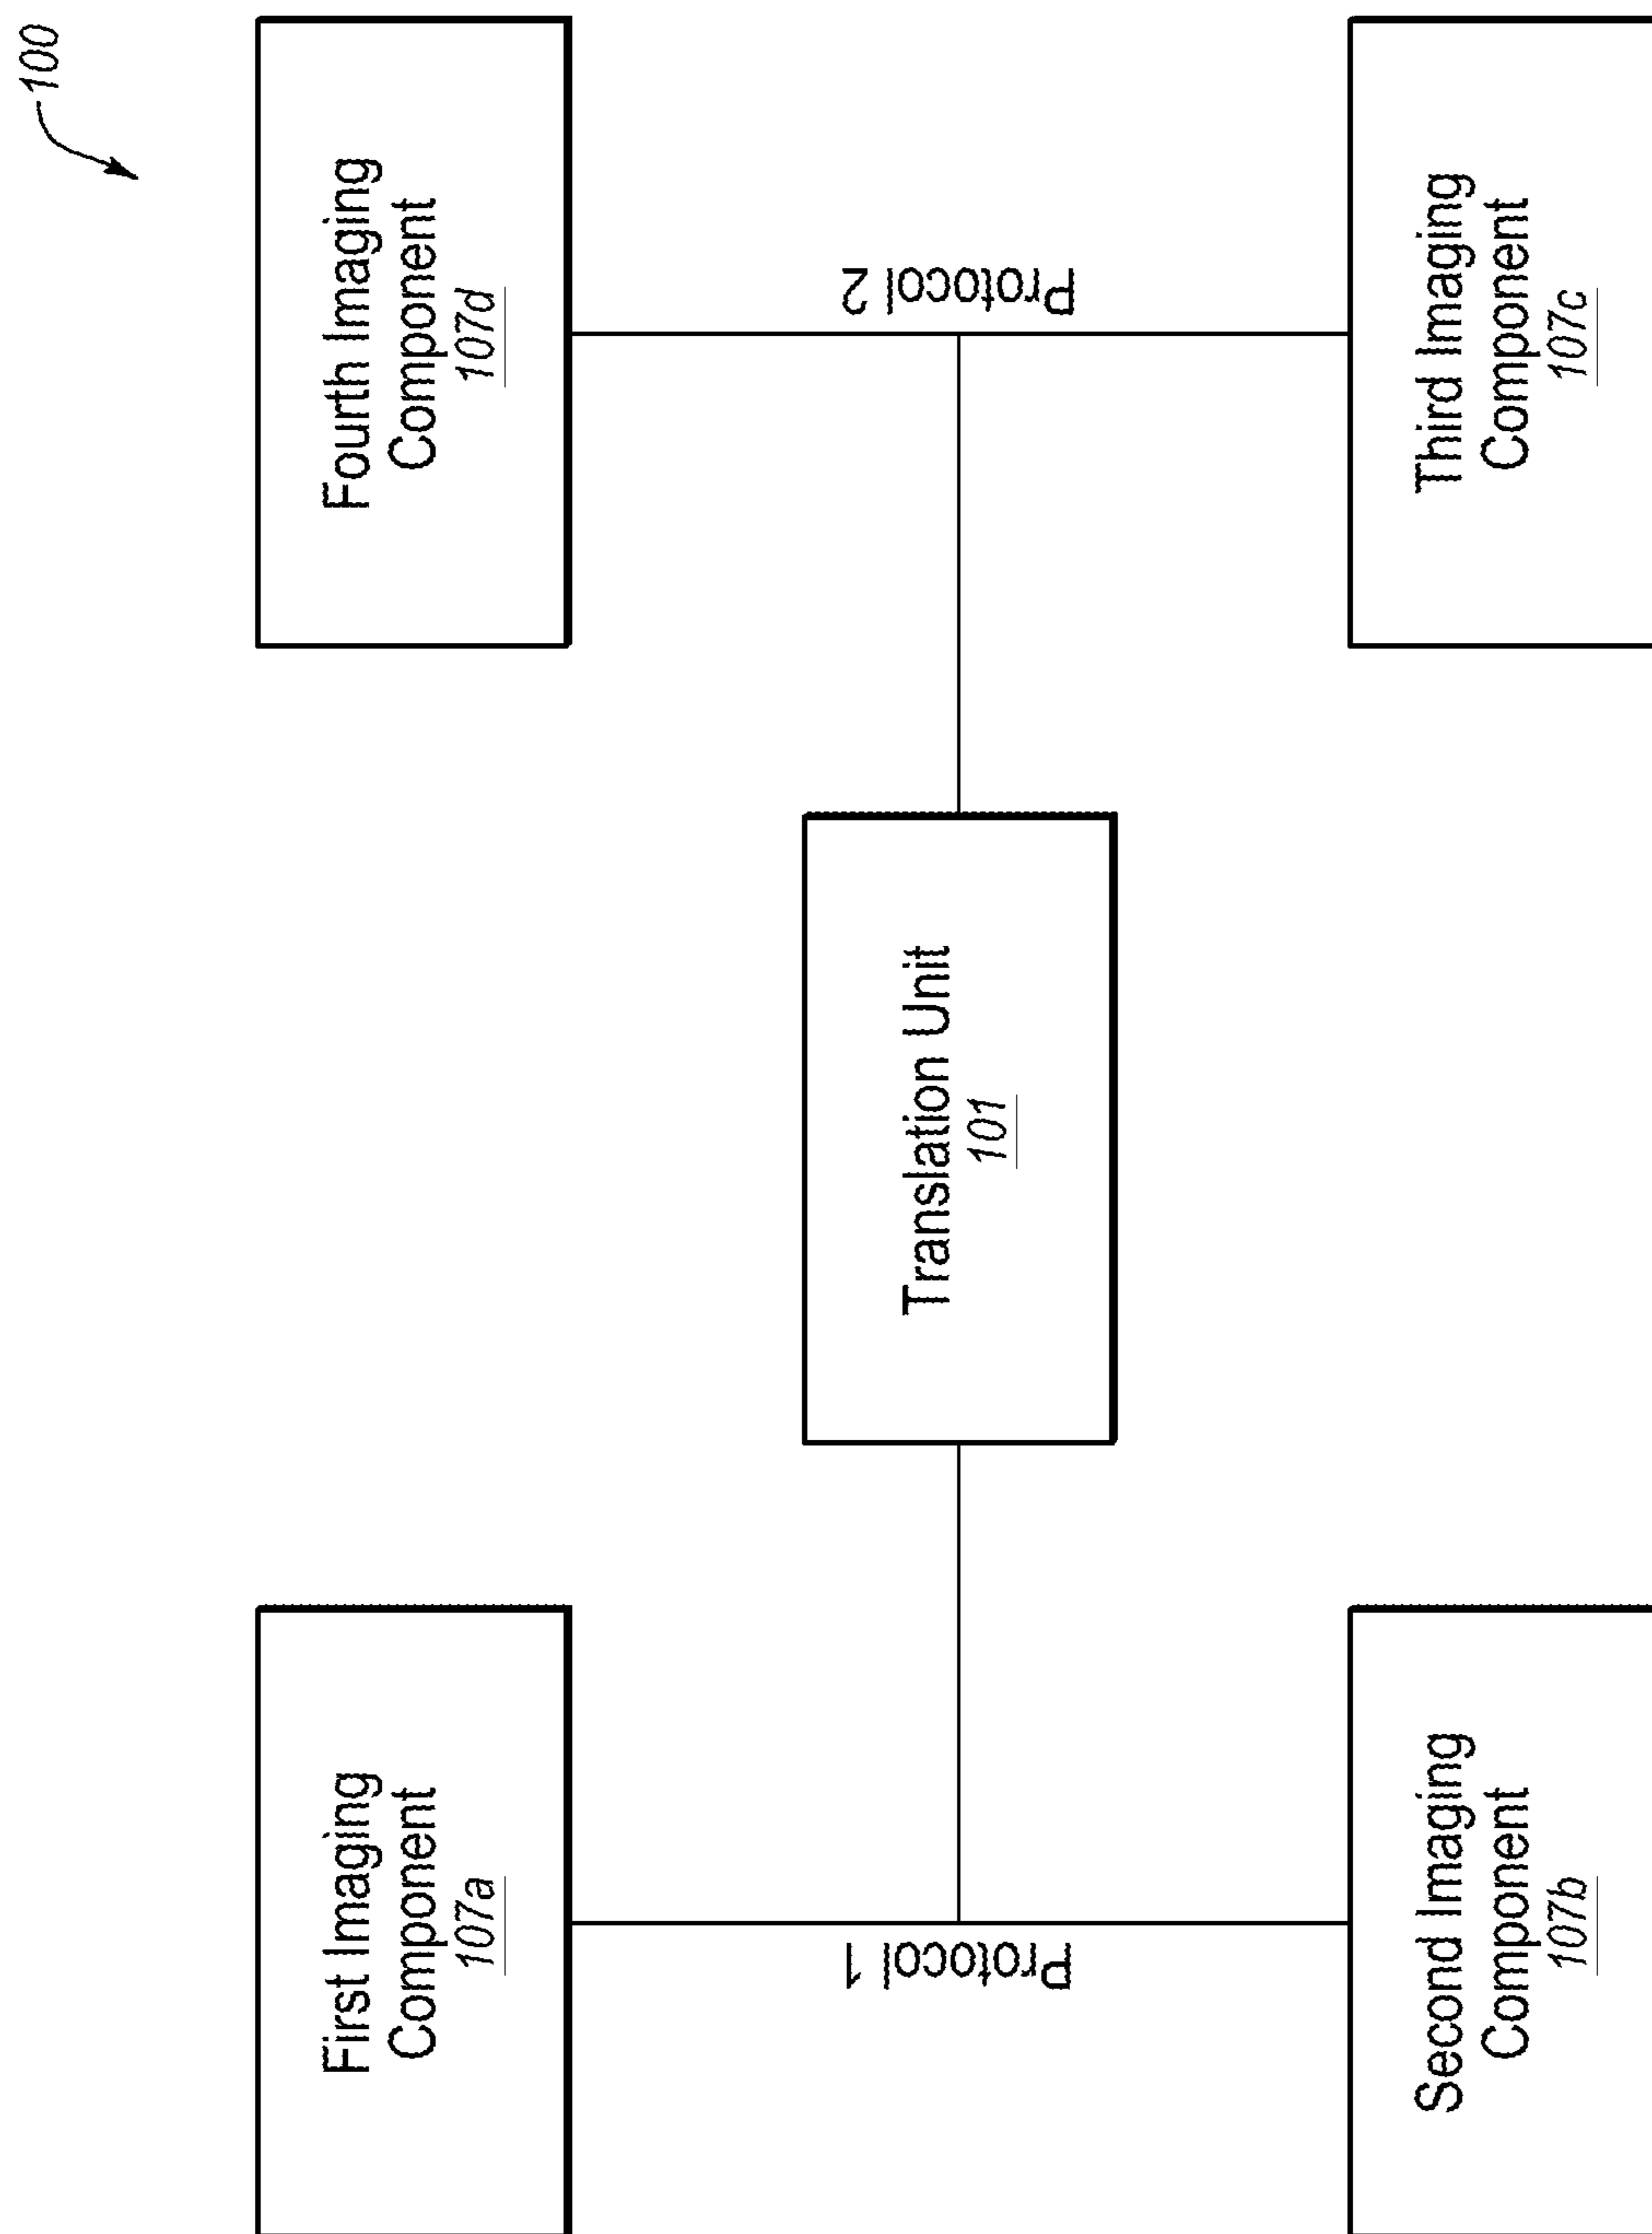 100
First Imaging
Component
107a
Fourth Imaging
Component
107d
Protocol 1
Translation Unit
101
Protocol 2
Second Imaging
Component
107b
Third Imaging
Component
107c